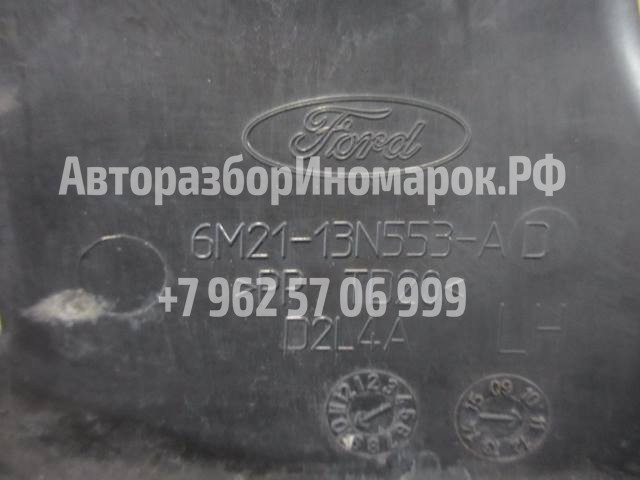 Ford
АвторазборИномарок.РФ
6M21-13N553-A D
+7 962 57 06 999
D2L4A LH